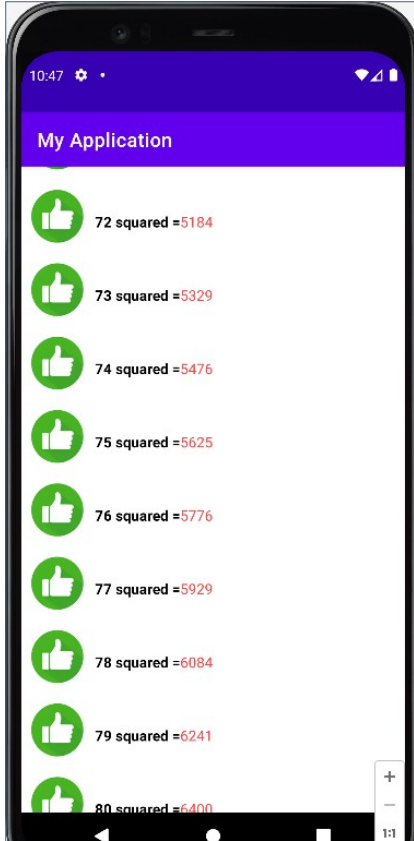 10:47
My Application
72 squared =5184
73 squared =5329
74 squared =5476
75 squared =5625
76 squared =5776
77 squared =5929
78 squared =6084
79 squared =6241
80 squared =6400
1:1